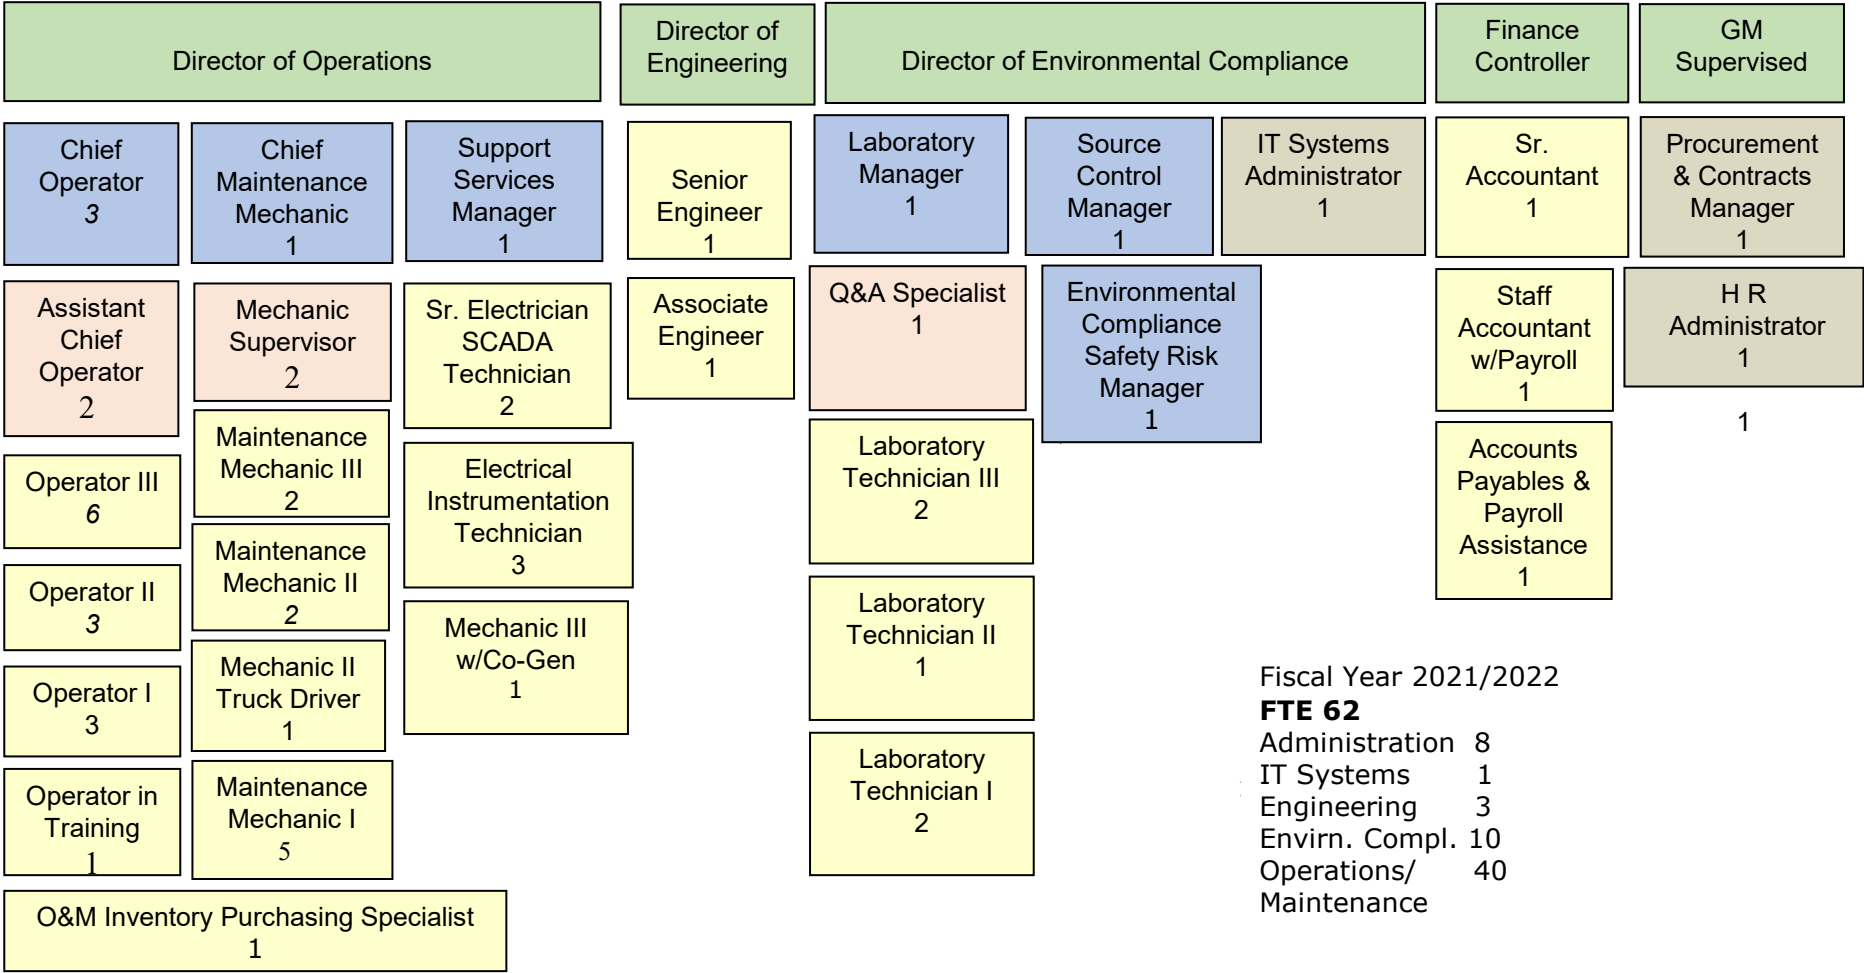 Director of Operations
Director of
Engineering
Director of Environmental Compliance
Finance
Controller
GM
Supervised
Chief
Operator
3
Chief
Maintenance
Mechanic
1
Support
Services
Manager
1
Senior
Engineer
1
Laboratory
Manager
1
Source
Control
Manager
1
IT Systems
Administrator
1
Sr.
Accountant
1
Procurement
& Contracts
Manager
1
Assistant
Chief
Operator
2
Mechanic
Supervisor
2
Sr. Electrician
SCADA
Technician
2
Associate
Engineer
1
Q&A Specialist
1
Environmental
Compliance
Safety Risk
Manager
1
Staff
Accountant
w/Payroll
1
H R
Administrator
1
1
Operator III
6
Maintenance
Mechanic III
2
Electrical
Instrumentation
Technician
3
Laboratory
Technician III
2
Accounts
Payables &
Payroll
Assistance
1
Operator II
3
Maintenance
Mechanic II
2
Mechanic III
w/Co-Gen
1
Laboratory
Technician II
1
Operator I
3
Mechanic II
Truck Driver
1
Operator in
Training
1
Maintenance
Mechanic I
5
Laboratory
Technician I
2
O&M Inventory Purchasing Specialist
1
Fiscal Year 2021/2022
FTE 62
Administration 8
IT Systems 1
Engineering 3
Envirn. Compl. 10
Operations/ 40
Maintenance